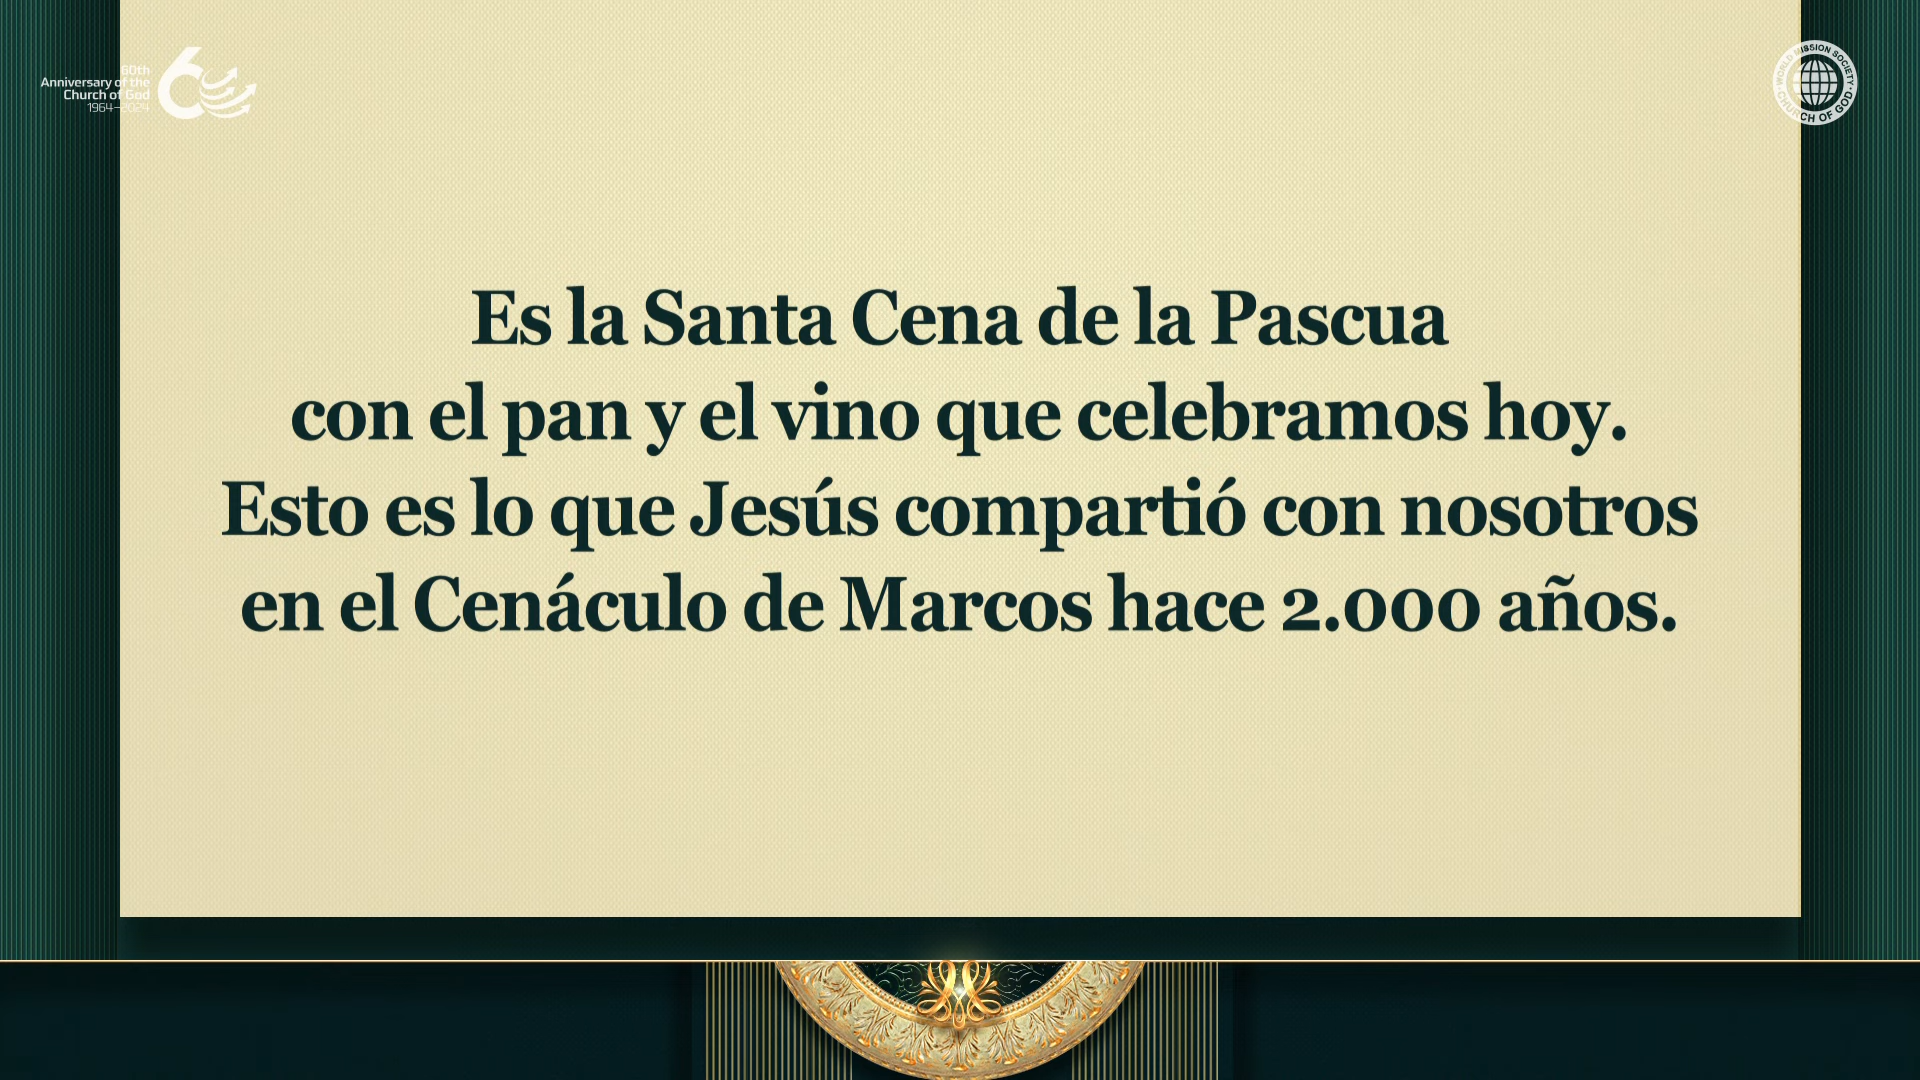 60th
Anniversary of the
Church of God
1964–2024
WORLD MISSION SOCIETY
CHURCH OF GOD
Es la Santa Cena de la Pascua
con el pan y el vino que celebramos hoy.
Esto es lo que Jesús compartió con nosotros
en el Cenáculo de Marcos hace 2.000 años.